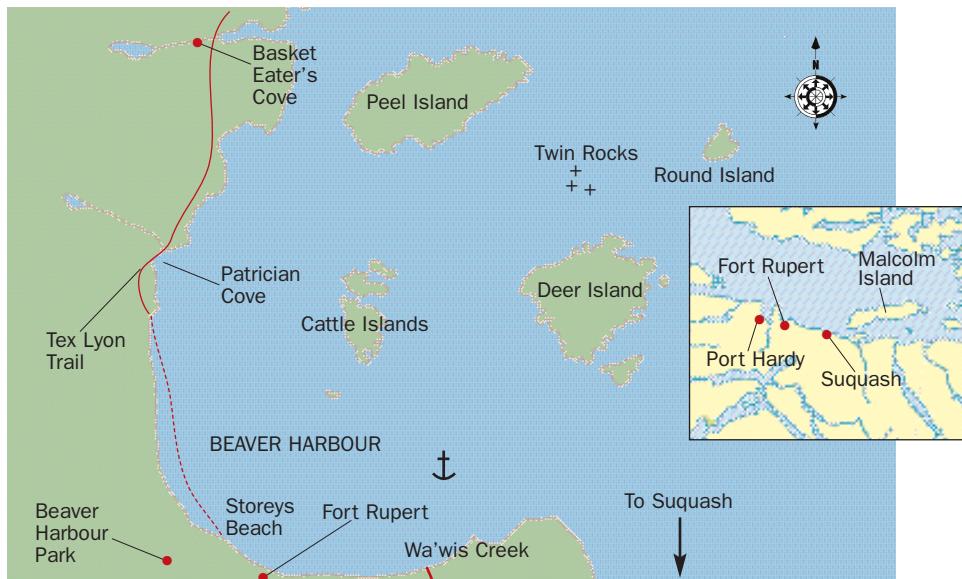 Basket
Eater's
Cove
Peel Island
N
Twin Rocks
Round Island
Patrician
Cove
Tex Lyon
Trail
Cattle Islands
Deer Island
Fort Rupert
Malcolm
Island
Port Hardy
Suquash
BEAVER HARBOUR
Beaver
Harbour
Park
Storeys
Beach
Fort Rupert
Wa'wis Creek
To Suquash